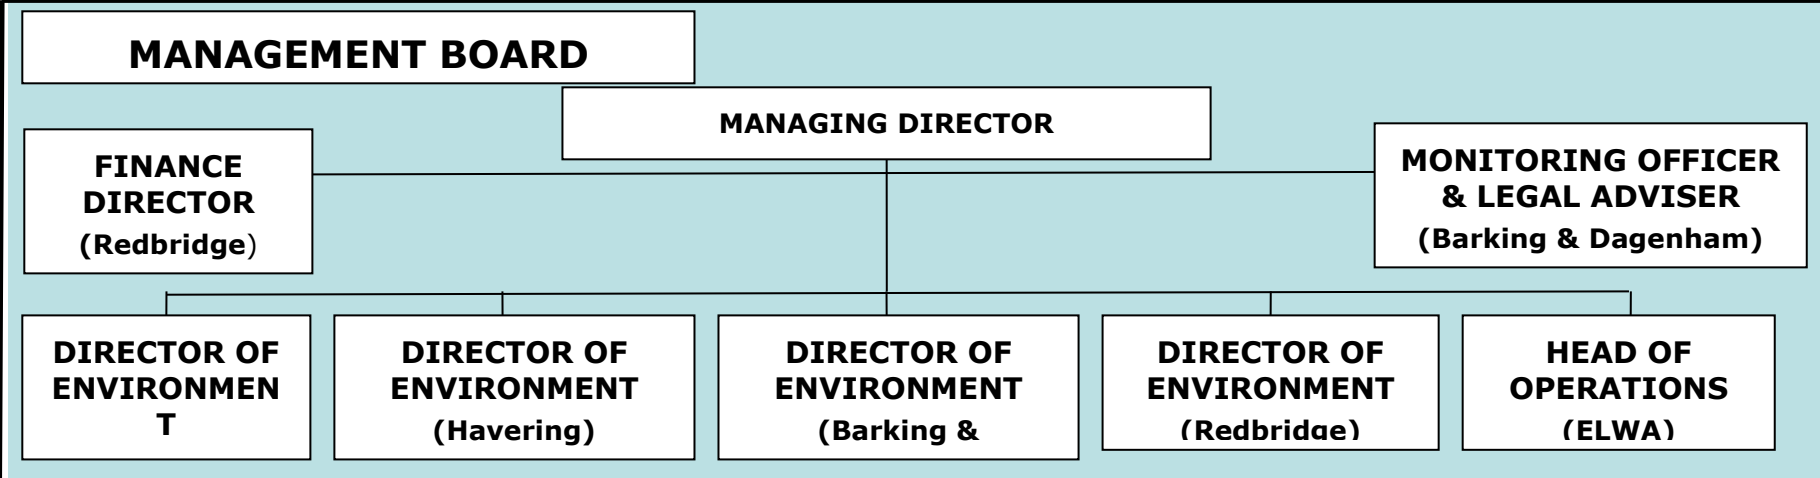 MANAGEMENT BOARD
MANAGING DIRECTOR
FINANCE
DIRECTOR
(Redbridge)
MONITORING OFFICER
& LEGAL ADVISER
(Barking & Dagenham)
DIRECTOR OF
ENVIRONMEN
T
DIRECTOR OF
ENVIRONMENT
(Havering)
DIRECTOR OF
ENVIRONMENT
(Barking &
DIRECTOR OF
ENVIRONMENT
(Redbridge)
HEAD OF
OPERATIONS
(ELWA)